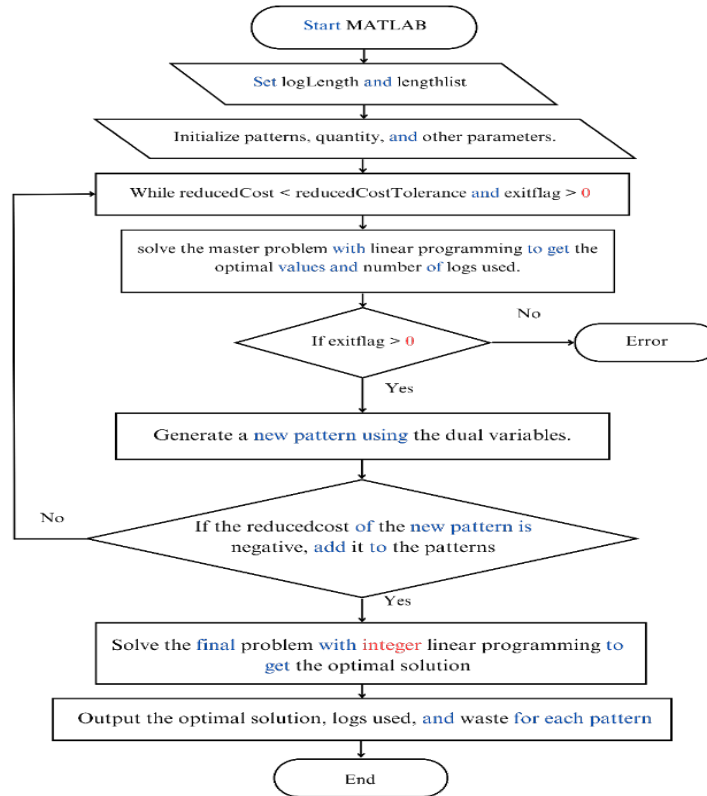 Start MATLAB
Set logLength and lengthlist
Initialize patterns, quantity, and other parameters.
While reducedCost < reducedCostTolerance and exitflag > 0
solve the master problem with linear programming to get the
optimal values and number of logs used.
No
If exitflag > 0
Error
Yes
Generate a new pattern using the dual variables.
No
If the reducedcost of the new pattern is
negative, add it to the patterns
Yes
Solve the final problem with integer linear programming to
get the optimal solution
Output the optimal solution, logs used, and waste for each pattern
End